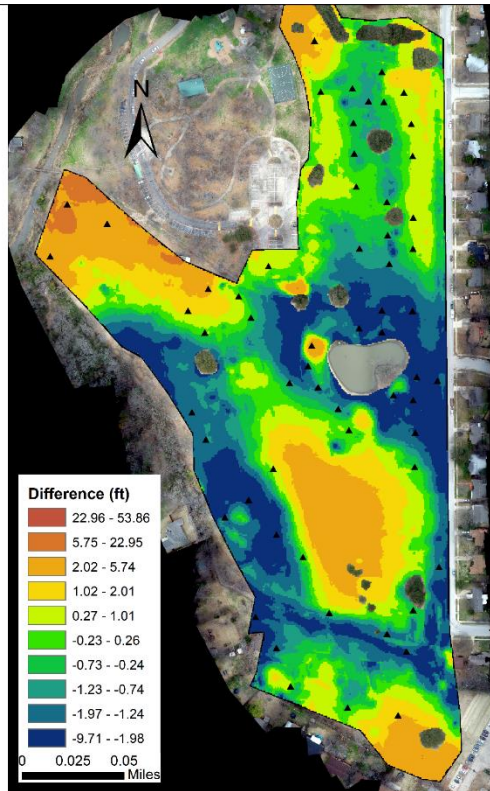 N
Difference (ft)
22.96 - 53.86
5.75 - 22.95
2.02 - 5.74
1.02 - 2.01
0.27 - 1.01
-0.23 - 0.26
-0.73 - -0.24
-1.23 - -0.74
-1.97 - -1.24
-9.71 - -1.98
0 0.025 0.05
Miles